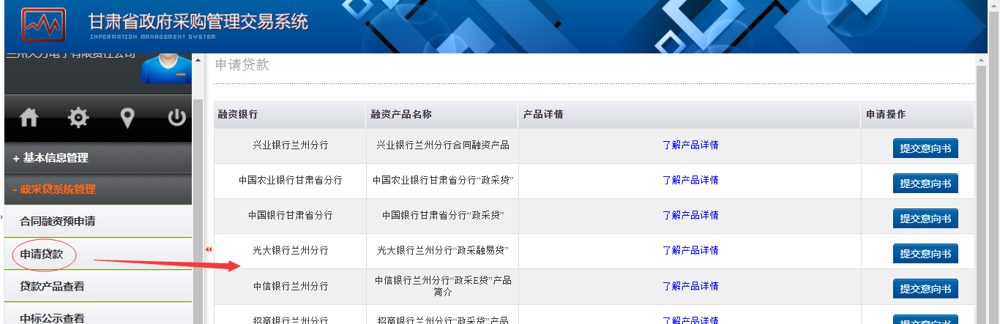 甘肃省政府采购管理交易系统
INFORMATION MANAGEMENT SYSTEM
电子有限责任公司
+ 基本信息管理
- 政采贷系统管理
合同融资预申请
申请贷款
贷款产品查看
中标公示查看
申请贷款
融资银行 融资产品名称 产品详情 申请操作
兴业银行兰州分行 兴业银行兰州分行合同融资产品 了解产品详情 提交意向书
中国农业银行甘肃省分行 中国农业银行甘肃省分行“政采贷” 了解产品详情 提交意向书
中国银行甘肃省分行 中国银行甘肃省分行“政采贷” 了解产品详情 提交意向书
光大银行兰州分行 光大银行兰州分行“政采融易贷” 了解产品详情 提交意向书
中信银行兰州分行 中信银行兰州分行“政采E贷”产品
简介 了解产品详情 提交意向书
招商银行兰州分行 招商银行兰州分行“政采贷”产品 了解产品详情 提交意向书